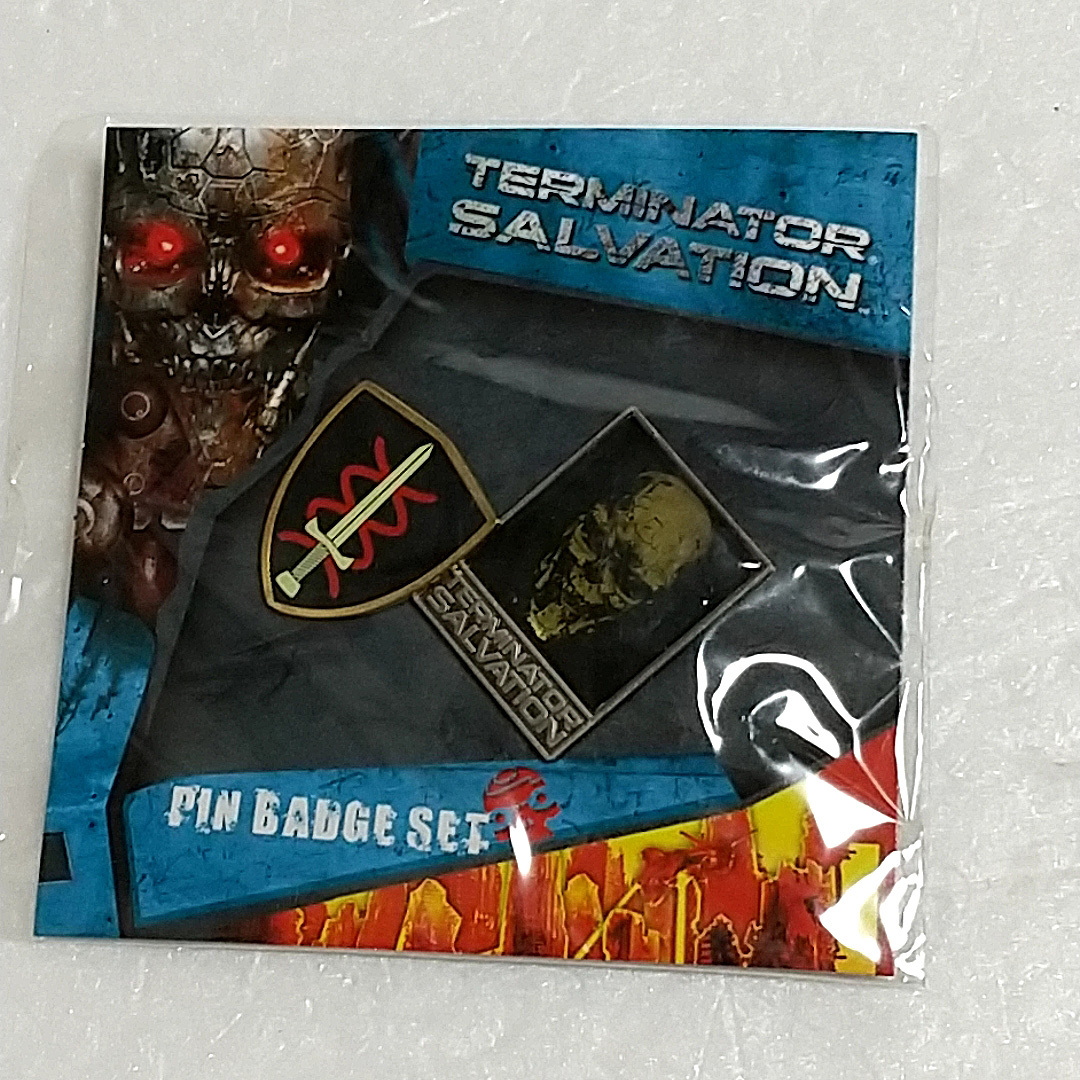 TERMINATOR
SALVATION
TERMINATOR
SALVATION
PIN BADGE SET